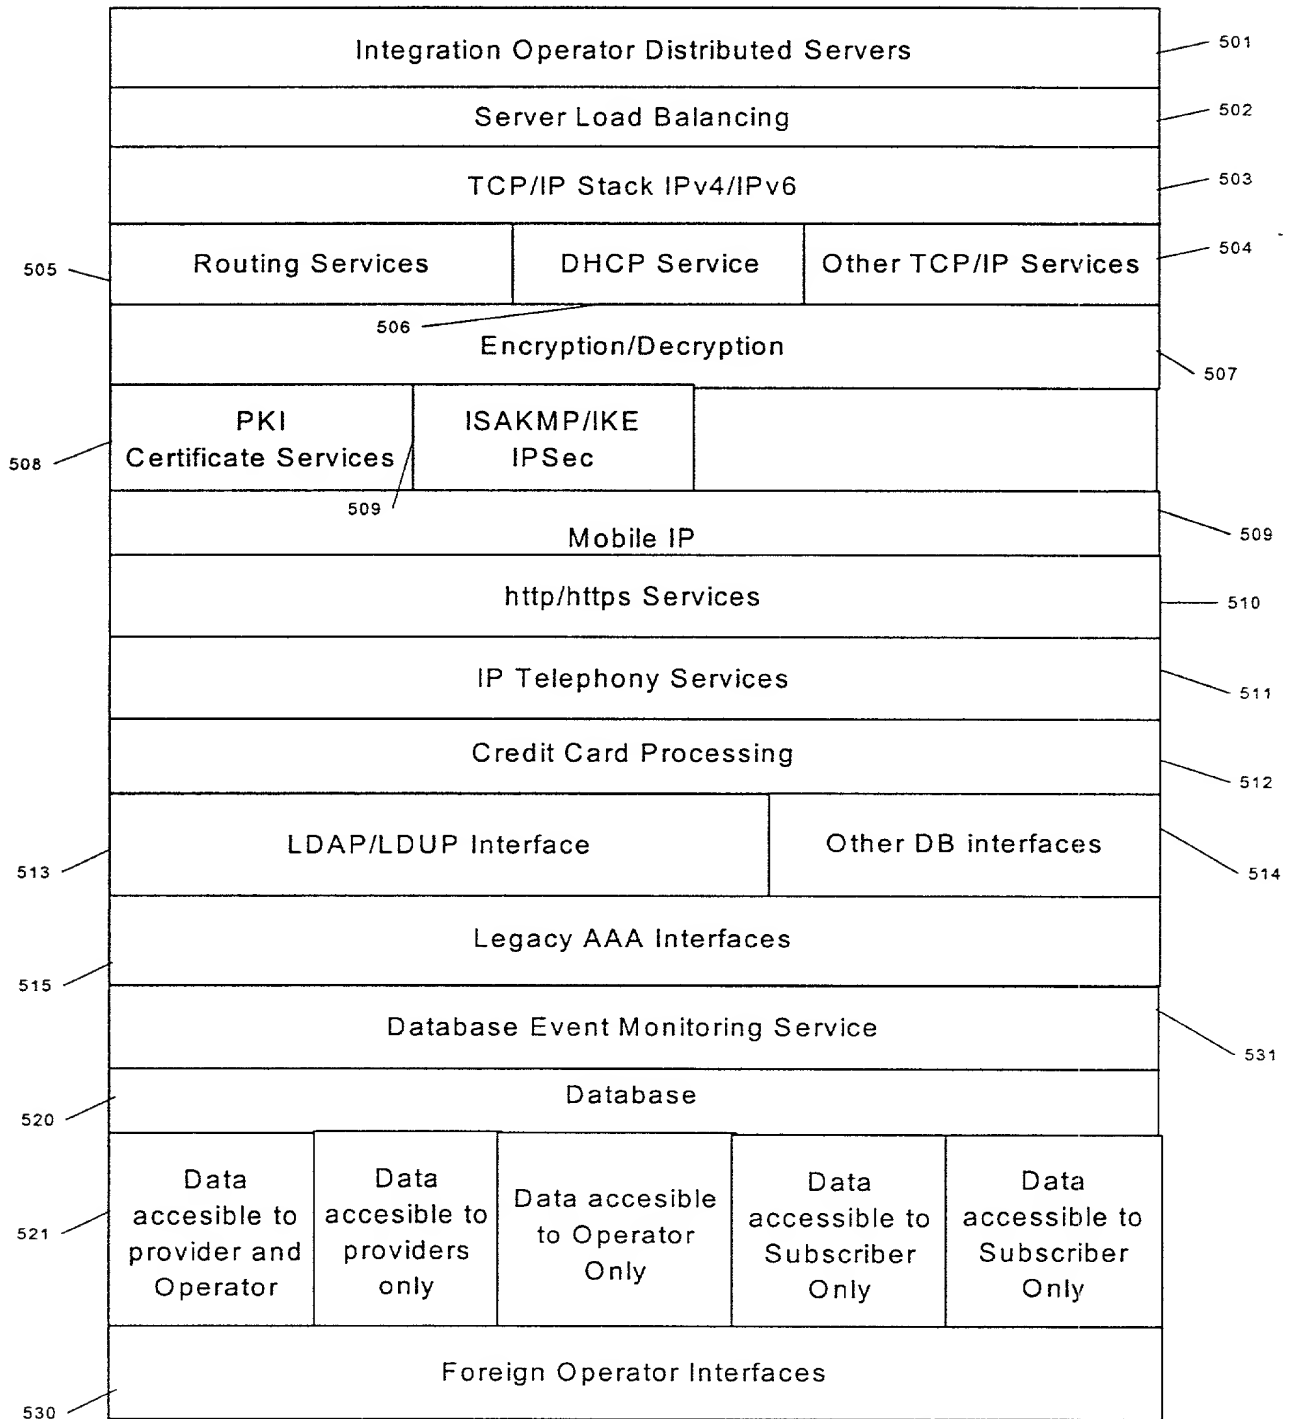 Integration Operator Distributed Servers
501
Server Load Balancing
502
TCP/IP Stack IPv4/IPv6
503
505
Routing Services
DHCP Service
Other TCP/IP Services
504
506
Encryption/Decryption
507
508
PKI
Certificate Services
ISAKMP/IKE
IPSec
509
Mobile IP
509
http/https Services
510
IP Telephony Services
511
Credit Card Processing
512
513
LDAP/LDUP Interface
Other DB interfaces
514
Legacy AAA Interfaces
515
Database Event Monitoring Service
531
Database
520
521
Data
accesible to
provider and
Operator
Data
accesible to
providers
only
Data accesible
to Operator
Only
Data
accessible to
Subscriber
Only
Data
accessible to
Subscriber
Only
Foreign Operator Interfaces
530